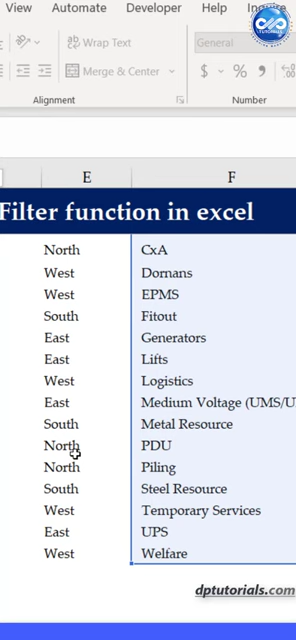 View Automate Developer Help
TUTORIALS
Wrap Text
General
Merge & Center
$ % ,
Alignment Number
E F
Filter function in excel
North CxA
West Dornans
West EPMS
South Fitout
East Generators
East Lifts
West Logistics
East Medium Voltage (UMS/U
South Metal Resource
North PDU
North Piling
South Steel Resource
West Temporary Services
East UPS
West Welfare
dptutorials.com